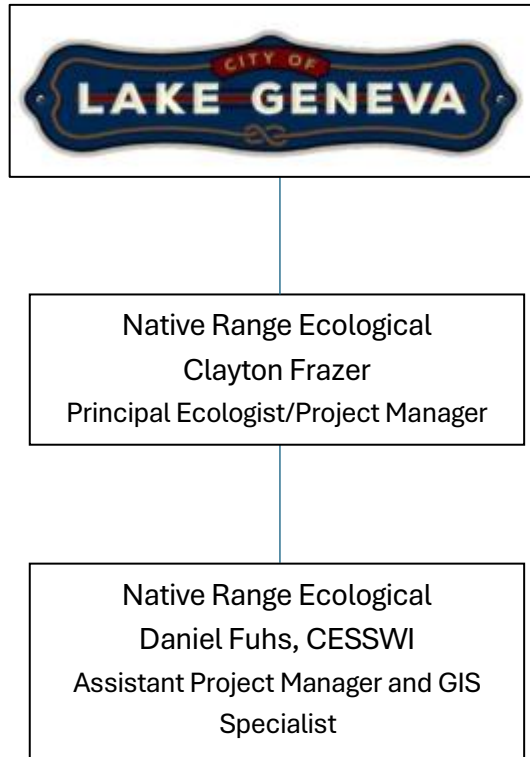 CITY OF
LAKE GENEVA
Native Range Ecological
Clayton Frazer
Principal Ecologist/Project Manager
Native Range Ecological
Daniel Fuhs, CESSWI
Assistant Project Manager and GIS
Specialist